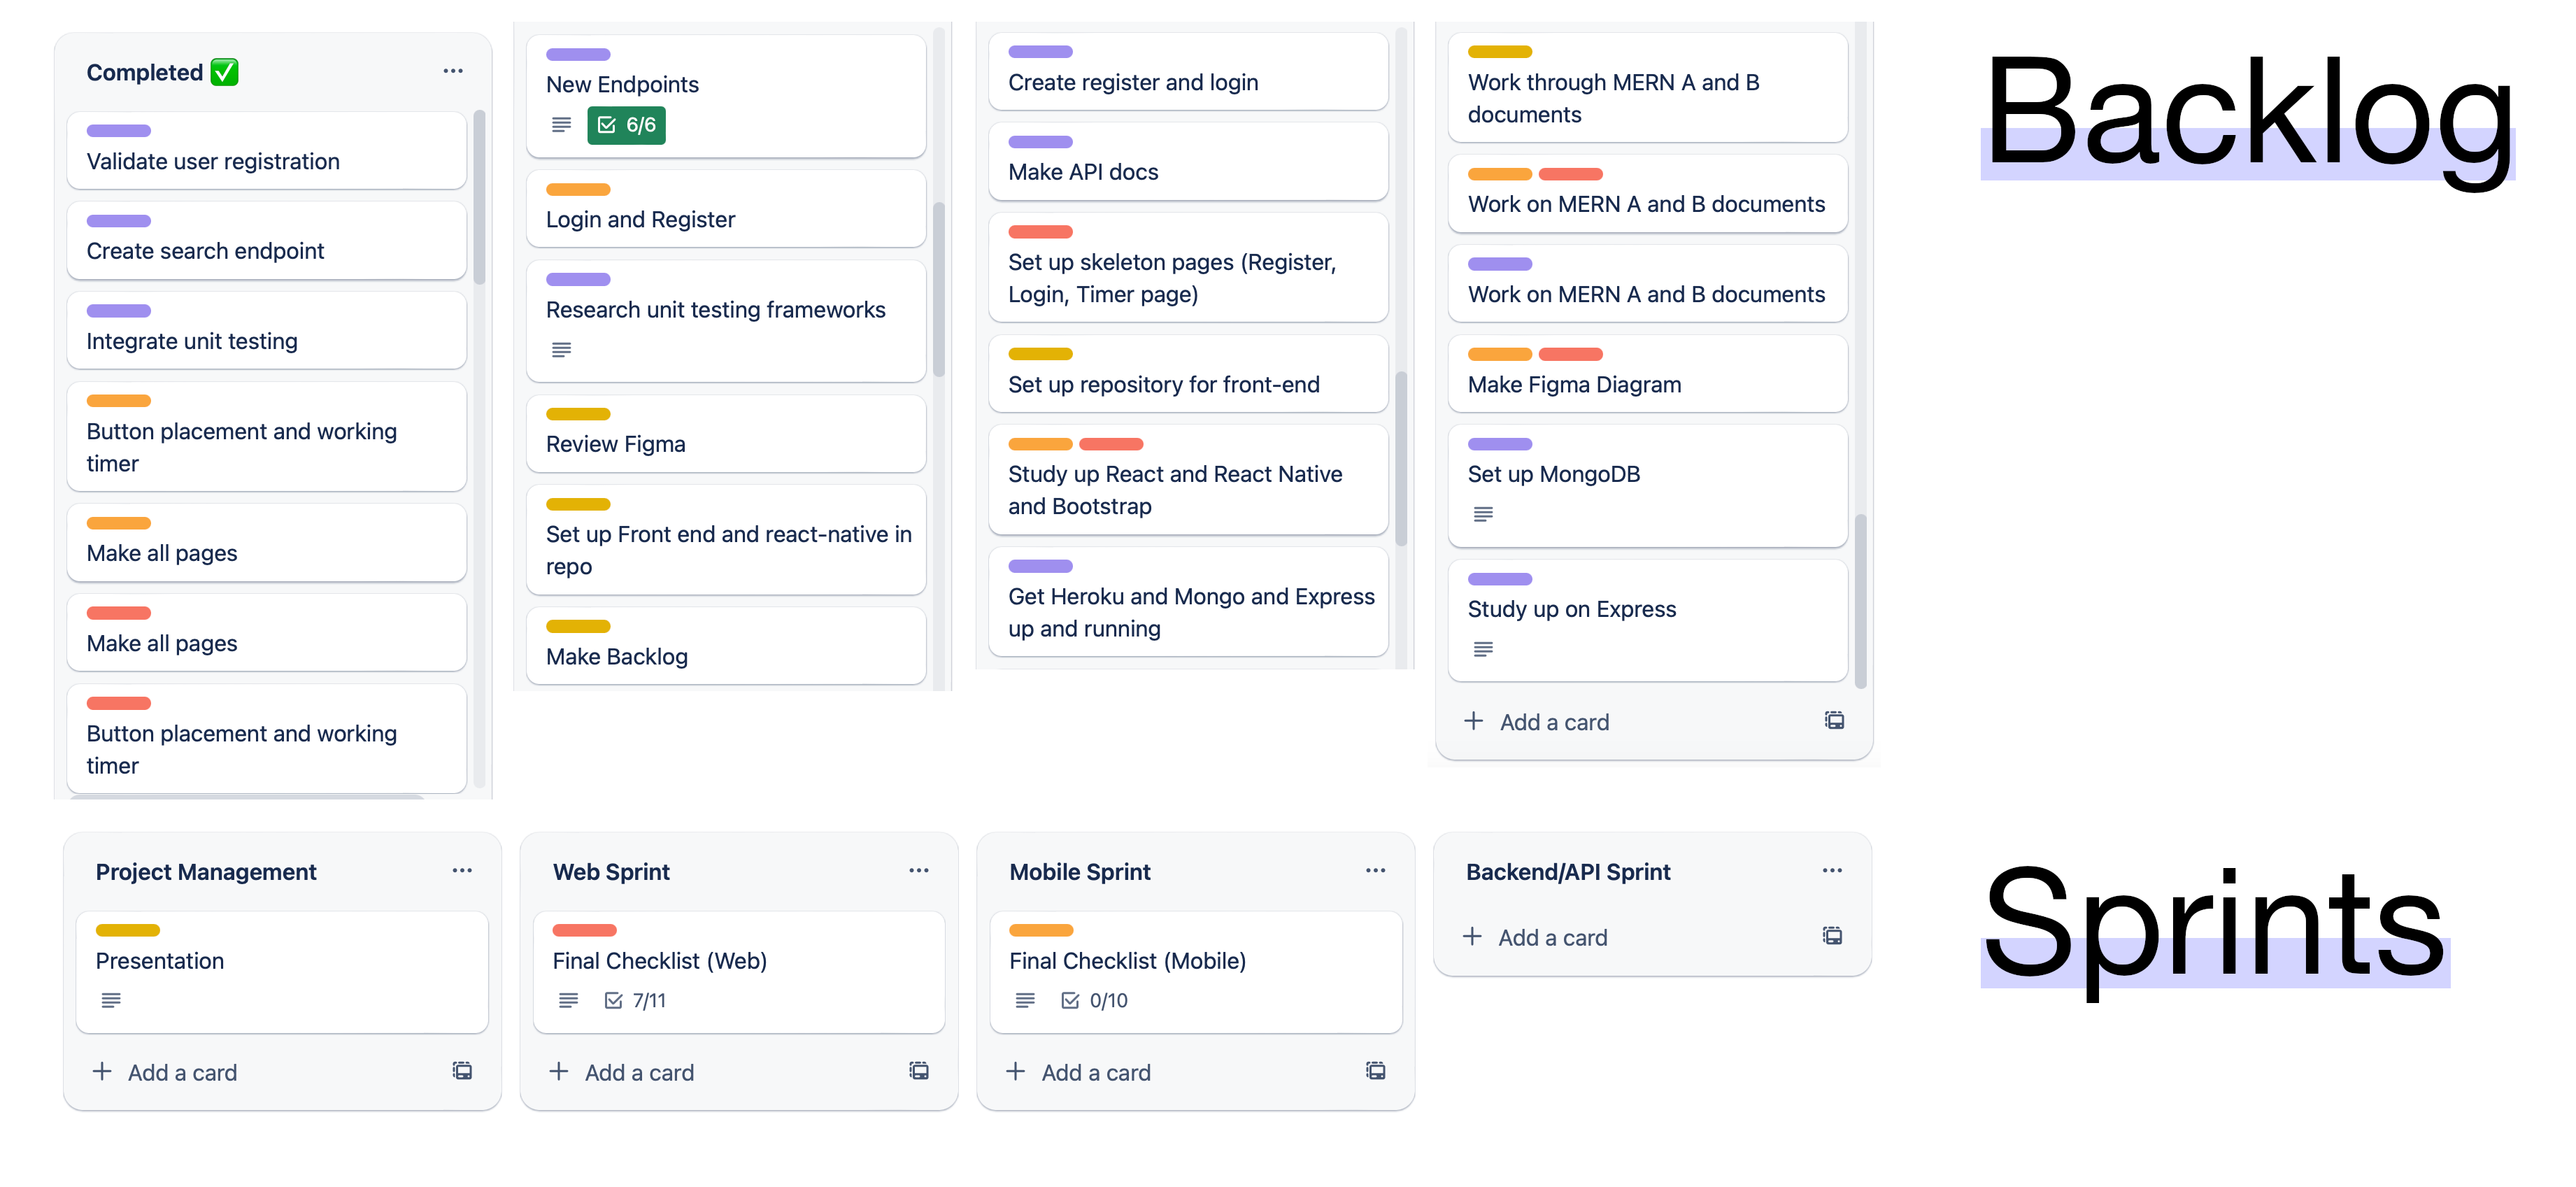 Completed ✅
Validate user registration
Create search endpoint
Integrate unit testing
Button placement and working
timer
Make all pages
Make all pages
Button placement and working
timer
New Endpoints
6/6
Login and Register
Research unit testing frameworks
Review Figma
Set up Front end and react-native in
repo
Make Backlog
Create register and login
Make API docs
Set up skeleton pages (Register,
Login, Timer page)
Set up repository for front-end
Study up React and React Native
and Bootstrap
Get Heroku and Mongo and Express
up and running
Work through MERN A and B
documents
Work on MERN A and B documents
Work on MERN A and B documents
Make Figma Diagram
Set up MongoDB
Study up on Express
+ Add a card
Backlog
Project Management
Presentation
+ Add a card
Web Sprint
Final Checklist (Web)
7/11
+ Add a card
Mobile Sprint
Final Checklist (Mobile)
0/10
+ Add a card
Backend/API Sprint
+ Add a card
Sprints